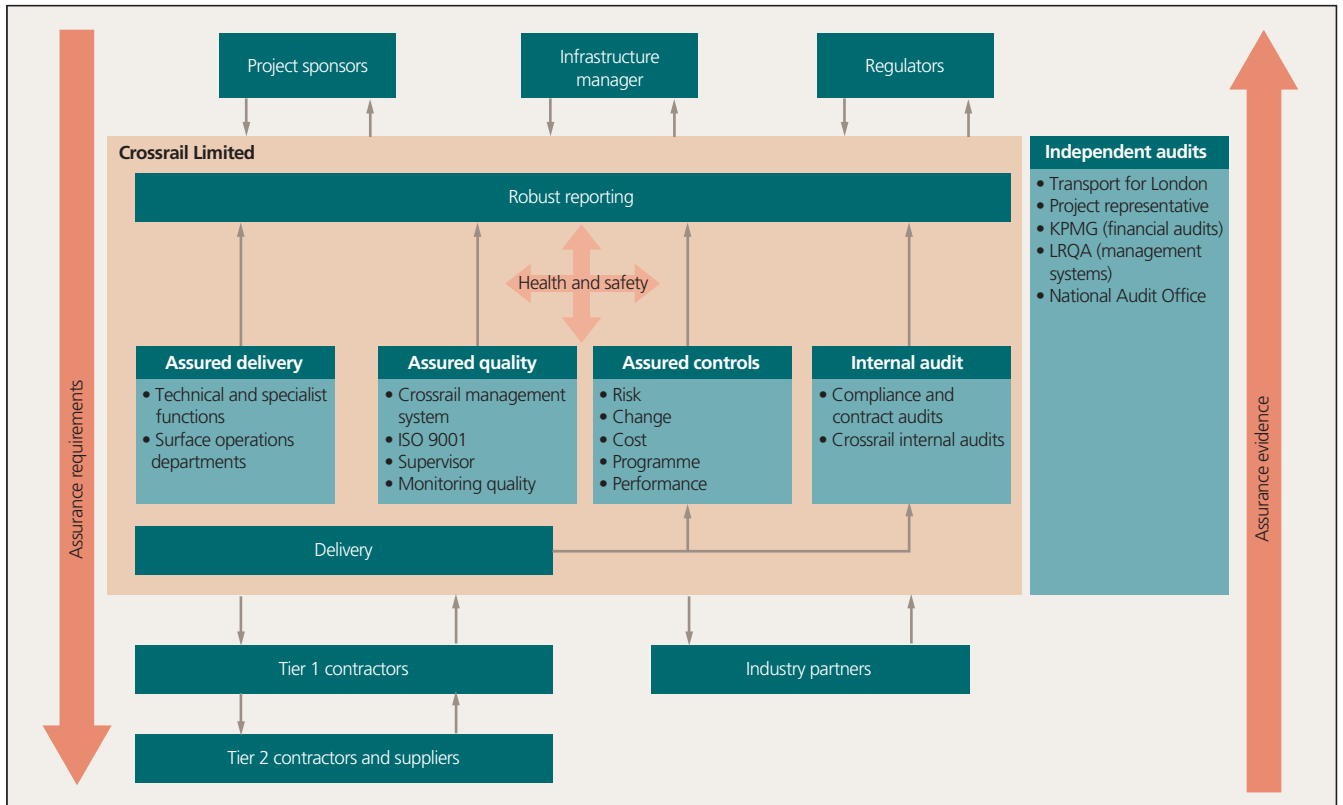 Project sponsors
Infrastructure
manager
Regulators
Crossrail Limited
Independent audits
• Transport for London
• Project representative
• KPMG (financial audits)
• LRQA (management
systems)
• National Audit Office
Robust reporting
Health and safety
Assured delivery
• Technical and specialist
functions
• Surface operations
departments
Assured quality
• Crossrail management
system
• ISO 9001
• Supervisor
• Monitoring quality
Assured controls
• Risk
• Change
• Cost
• Programme
• Performance
Internal audit
• Compliance and
contract audits
• Crossrail internal audits
Delivery
Tier 1 contractors
Industry partners
Tier 2 contractors and suppliers
Assurance requirements
Assurance evidence